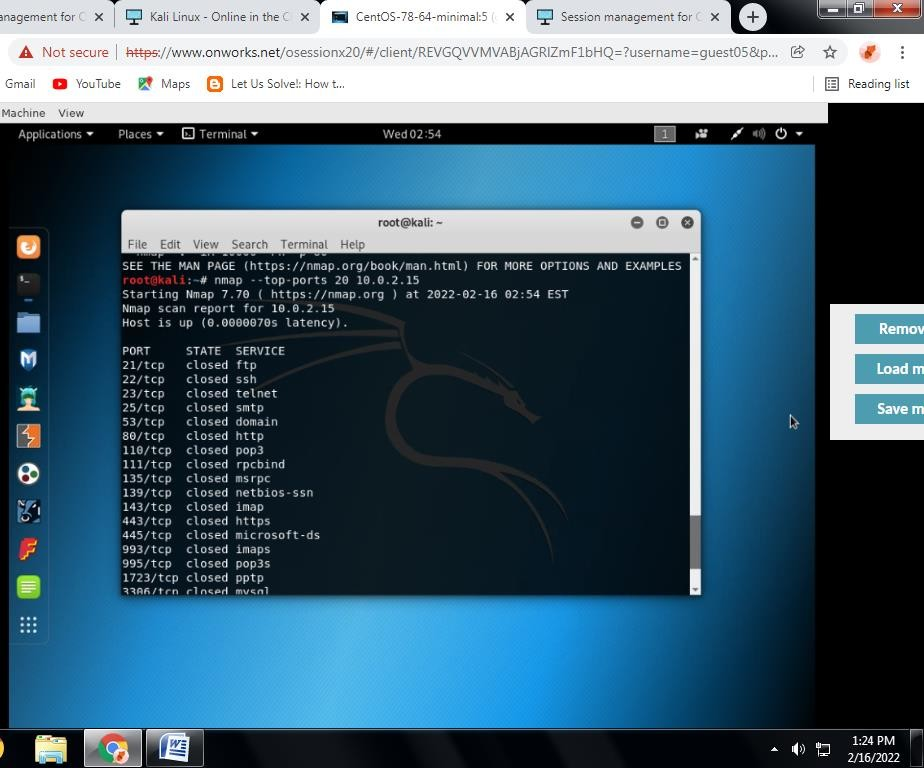 anagement for C
Kali Linux - Online in the C
CentOS-78-64-minimal:5 (
Session management for C
Not secure
https://www.onworks.net/osessionx20/#/client/REVGQVVMVABjAGRlZmF1bHQ=?username=guest05&p...
Gmail
YouTube
Maps
Let Us Solve!: How t...
Reading list
Machine View
Applications Places Terminal
Wed 02:54
1
root@kali: ~
File Edit View Search Terminal Help
SEE THE MAN PAGE (https://nmap.org/book/man.html) FOR MORE OPTIONS AND EXAMPLES
root@kali:~# nmap --top-ports 20 10.0.2.15
Starting Nmap 7.70 ( https://nmap.org ) at 2022-02-16 02:54 EST
Nmap scan report for 10.0.2.15
Host is up (0.0000070s latency).
PORT STATE SERVICE
21/tcp closed ftp
22/tcp closed ssh
23/tcp closed telnet
25/tcp closed smtp
53/tcp closed domain
80/tcp closed http
110/tcp closed pop3
111/tcp closed rpcbind
135/tcp closed msrpc
139/tcp closed netbios-ssn
143/tcp closed imap
443/tcp closed https
445/tcp closed microsoft-ds
993/tcp closed imaps
995/tcp closed pop3s
1723/tcp closed pptp
3306/tcp closed mysql
Remov
Load m
Save m
1:24 PM
2/16/2022